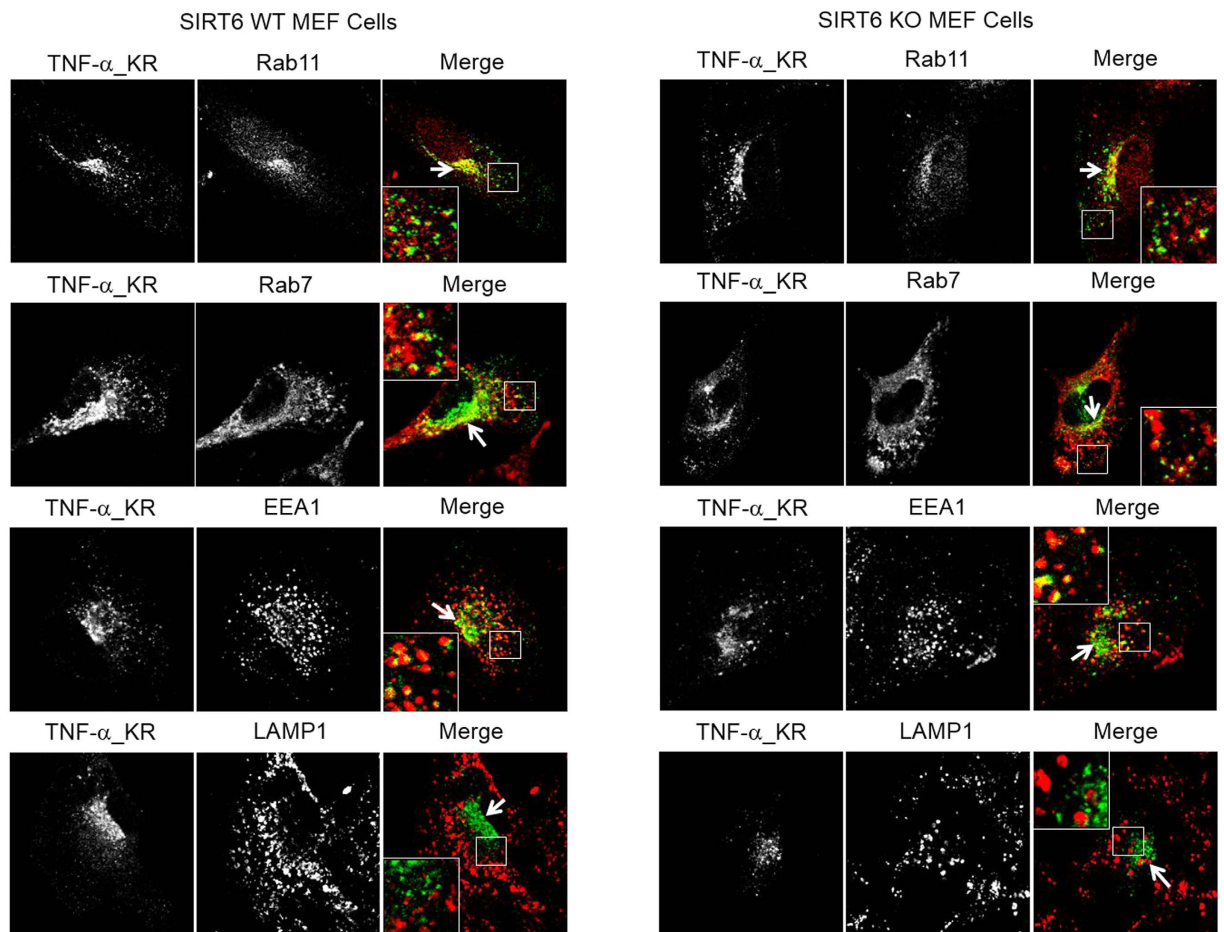 SIRT6 WT MEF Cells
SIRT6 KO MEF Cells
TNF-α_KR Rab11 Merge
TNF-α_KR Rab11 Merge
TNF-α_KR Rab7 Merge
TNF-α_KR Rab7 Merge
TNF-α_KR EEA1 Merge
TNF-α_KR EEA1 Merge
TNF-α_KR LAMP1 Merge
TNF-α_KR LAMP1 Merge